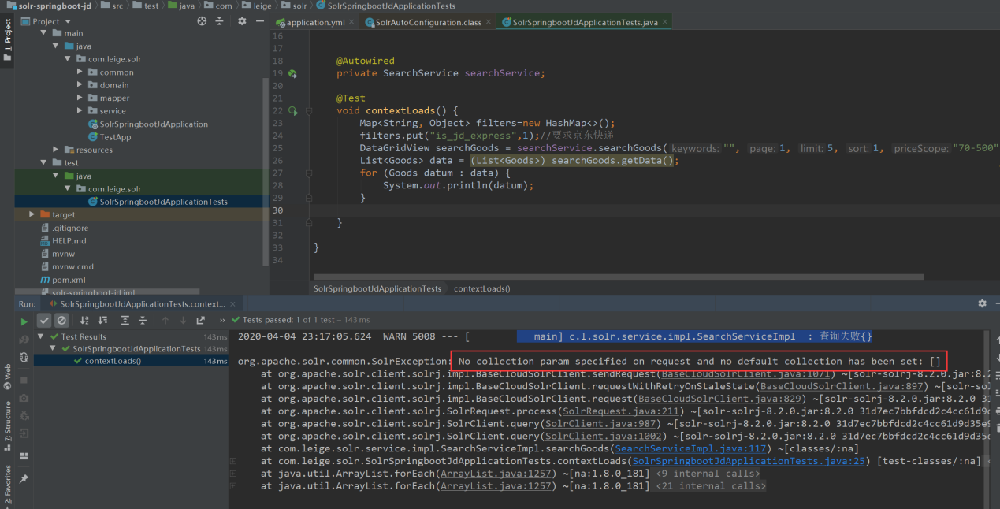 solr-springboot-jd src test java com leige solr SolrSpringbootJdApplicationTests
1: Project
Project
main
java
com.leige.solr
common
domain
mapper
service
SolrSpringbootJdApplication
TestApp
resources
test
java
com.leige.solr
SolrSpringbootJdApplicationTests
target
.gitignore
HELP.md
mvnw
mvnw.cmd
pom.xml
solr-springboot-jd.iml
application.yml SolrAutoConfiguration.class SolrSpringbootJdApplicationTests.java
16
17
18 @Autowired
19 private SearchService searchService;
20
21 @Test
22 void contextLoads() {
23 Map<String, Object> filters=new HashMap<>();
24 filters.put("is_jd_express",1);//要求京东快递
25 DataGridView searchGoods = searchService.searchGoods( keywords: "", page: 1, limit: 5, sort: 1, priceScope: "70-500"
26 List<Goods> data = (List<Goods>) searchGoods.getData();
27 for (Goods datum : data) {
28 System.out.println(datum);
29 }
30
31 }
32
33 }
34
SolrSpringbootJdApplicationTests contextLoads()
Run: SolrSpringbootJdApplicationTests.context...
» Tests passed: 1 of 1 test – 143 ms
Test Results 143 ms
SolrSpringbootJdApplicationTests 143 ms
contextLoads() 143 ms
Web
7: Structure
2: Favorites
2020-04-04 23:17:05.624 WARN 5008 --- [ main] c.l.solr.service.impl.SearchServiceImpl : 查询失败{}
org.apache.solr.common.SolrException: No collection param specified on request and no default collection has been set: []
at org.apache.solr.client.solrj.impl.BaseCloudSolrClient.sendRequest(BaseCloudSolrClient.java:1071) ~[solr-solrj-8.2.0.jar:8.2.
at org.apache.solr.client.solrj.impl.BaseCloudSolrClient.requestWithRetryOnStaleState(BaseCloudSolrClient.java:897) ~[solr-so
at org.apache.solr.client.solrj.impl.BaseCloudSolrClient.request(BaseCloudSolrClient.java:829) ~[solr-solrj-8.2.0.jar:8.2.0 31
at org.apache.solr.client.solrj.SolrRequest.process(SolrRequest.java:211) ~[solr-solrj-8.2.0.jar:8.2.0 31d7ec7bbfdcd2c4cc61d9d
at org.apache.solr.client.solrj.SolrClient.query(SolrClient.java:987) ~[solr-solrj-8.2.0.jar:8.2.0 31d7ec7bbfdcd2c4cc61d9d35e9
at org.apache.solr.client.solrj.SolrClient.query(SolrClient.java:1002) ~[solr-solrj-8.2.0.jar:8.2.0 31d7ec7bbfdcd2c4cc61d9d35e
at com.leige.solr.service.impl.SearchServiceImpl.searchGoods(SearchServiceImpl.java:117) ~[classes/:na]
at com.leige.solr.SolrSpringbootJdApplicationTests.contextLoads(SolrSpringbootJdApplicationTests.java:25) [test-classes/:na]
at java.util.ArrayList.forEach(ArrayList.java:1257) ~[na:1.8.0_181] <9 internal calls>
at java.util.ArrayList.forEach(ArrayList.java:1257) ~[na:1.8.0_181] <21 internal calls>